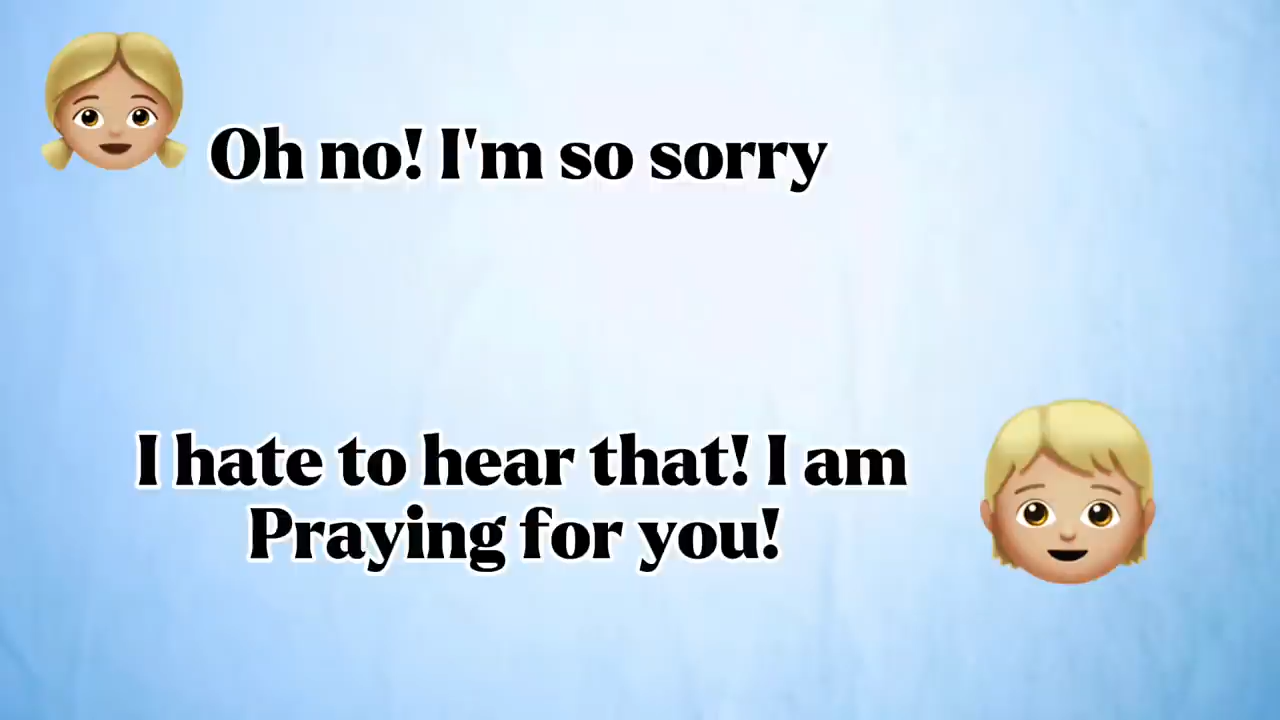 Oh no! I'm so sorry
I hate to hear that! I am
Praying for you!